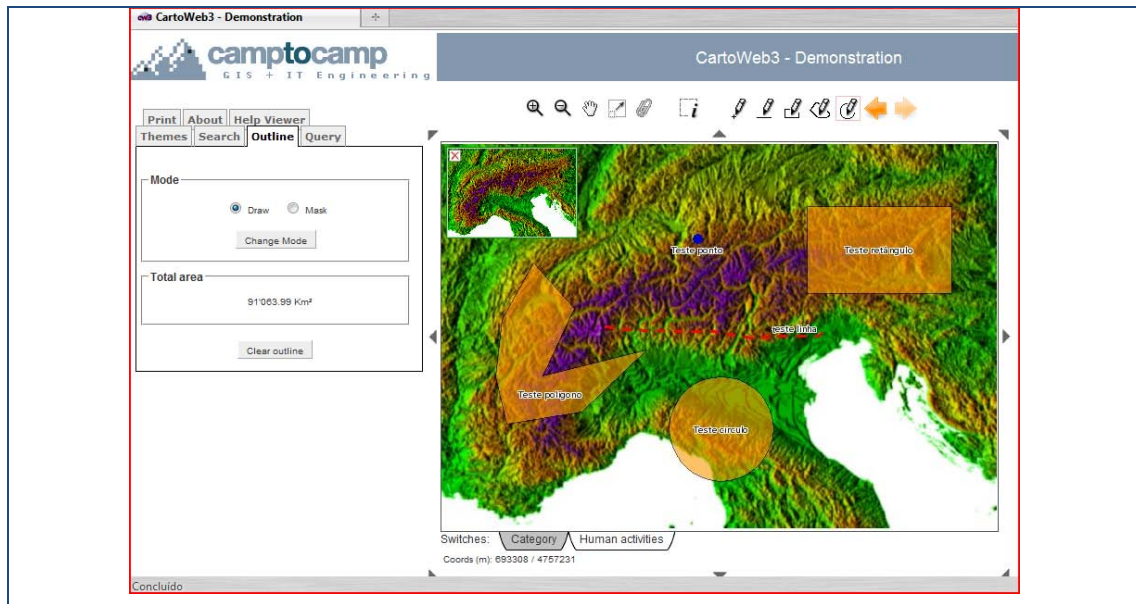 CartoWeb3 - Demonstration
camptocamp
GIS + IT Engineering
CartoWeb3 - Demonstration
Print About Help Viewer
Themes Search Outline Query
Mode
Draw Mask
Change Mode
Total area
91'063.99 Km²
Clear outline
Teste ponto
Teste retângulo
teste linha
Teste poligono
Teste circulo
Switches: Category Human activities
Coords (m): 693308 / 4757231
Concluído